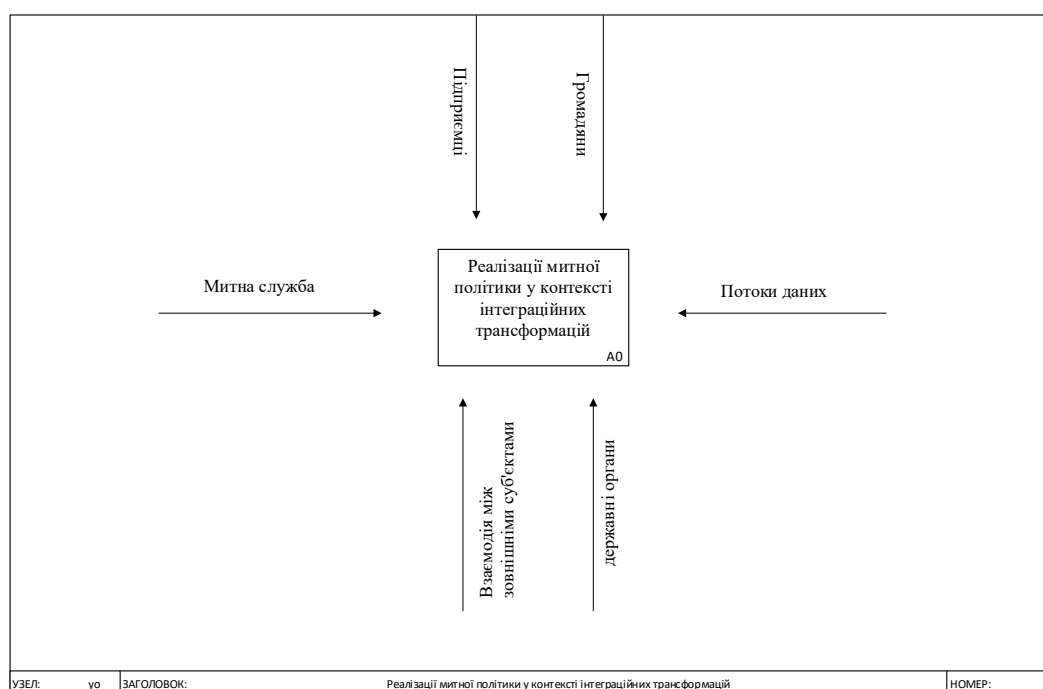 Підприємці
Громадяни
Митна служба
Реалізації митної
політики у контексті
інтеграційних
трансформацій
A0
Потоки даних
Взаємодія між
зовнішніми суб'єктами
державні органи
УЗЕЛ: yo ЗАГОЛОВОК: Реалізації митної політики у контексті інтеграційних трансформацій НОМЕР: